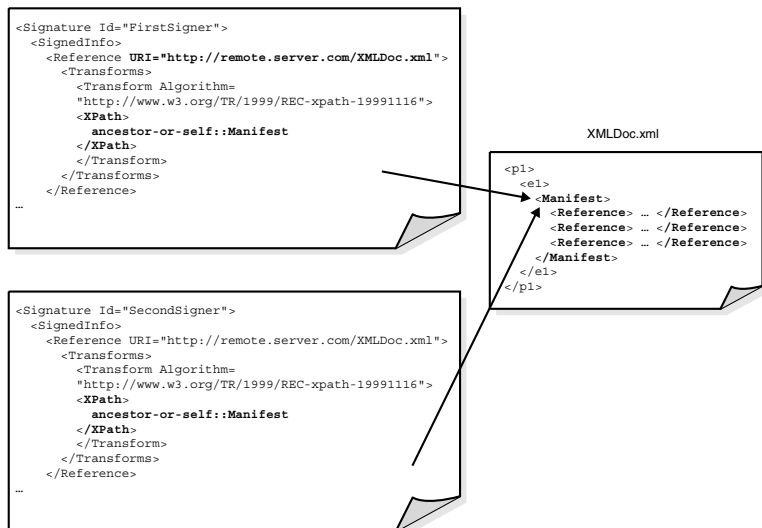 <Signature Id="FirstSigner">
<SignedInfo>
<Reference URI="http://remote.server.com/XMLDoc.xml">
<Transforms>
<Transform Algorithm=
"http://www.w3.org/TR/1999/REC-xpath-19991116">
<XPath>
ancestor-or-self::Manifest
</XPath>
</Transform>
</Transforms>
</Reference>
…
XMLDoc.xml
<p1>
<e1>
<Manifest>
<Reference> … </Reference>
<Reference> … </Reference>
<Reference> … </Reference>
</Manifest>
</e1>
</p1>
<Signature Id="SecondSigner">
<SignedInfo>
<Reference URI="http://remote.server.com/XMLDoc.xml">
<Transforms>
<Transform Algorithm=
"http://www.w3.org/TR/1999/REC-xpath-19991116">
<XPath>
ancestor-or-self::Manifest
</XPath>
</Transform>
</Transforms>
</Reference>
…